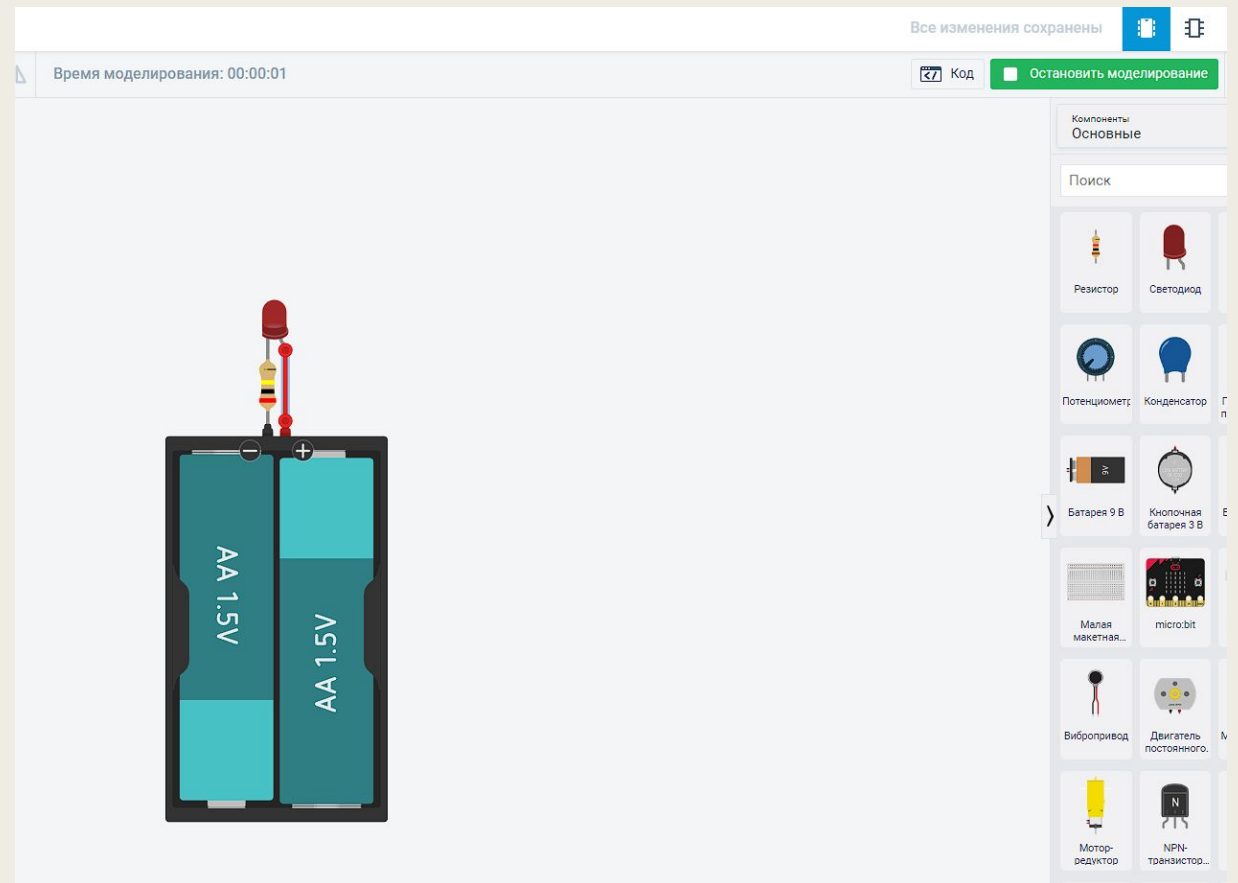 Все изменения сохранены
Время моделирования: 00:00:01
Код
Остановить моделирование
Компоненты
Основные
Поиск
Резистор
Светодиод
Потенциометр
Конденсатор
Батарея 9 В
Кнопочная
батарея 3 В
Малая
макетная...
micro:bit
Вибропривод
Двигатель
постоянного.
Мотор-
редуктор
NPN-
транзистор...
AA 1.5V
AA 1.5V
9V
N